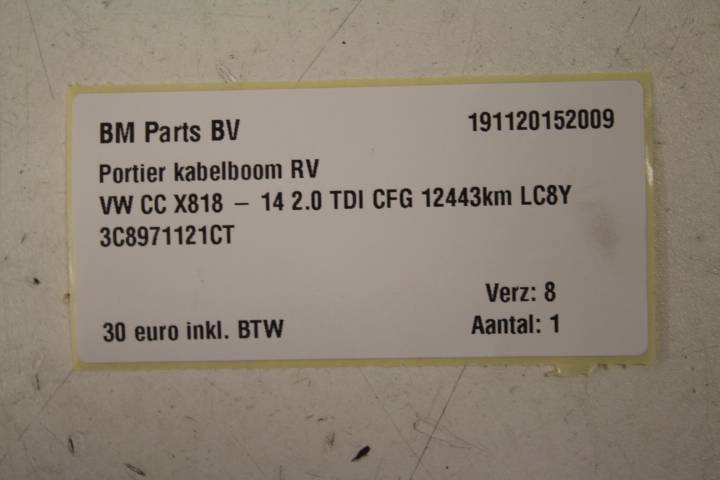 BM Parts BV 191120152009
Portier kabelboom RV
VW CC X818 – 14 2.0 TDI CFG 12443km LC8Y
3C8971121CT
Verz: 8
30 euro inkl. BTW Aantal: 1